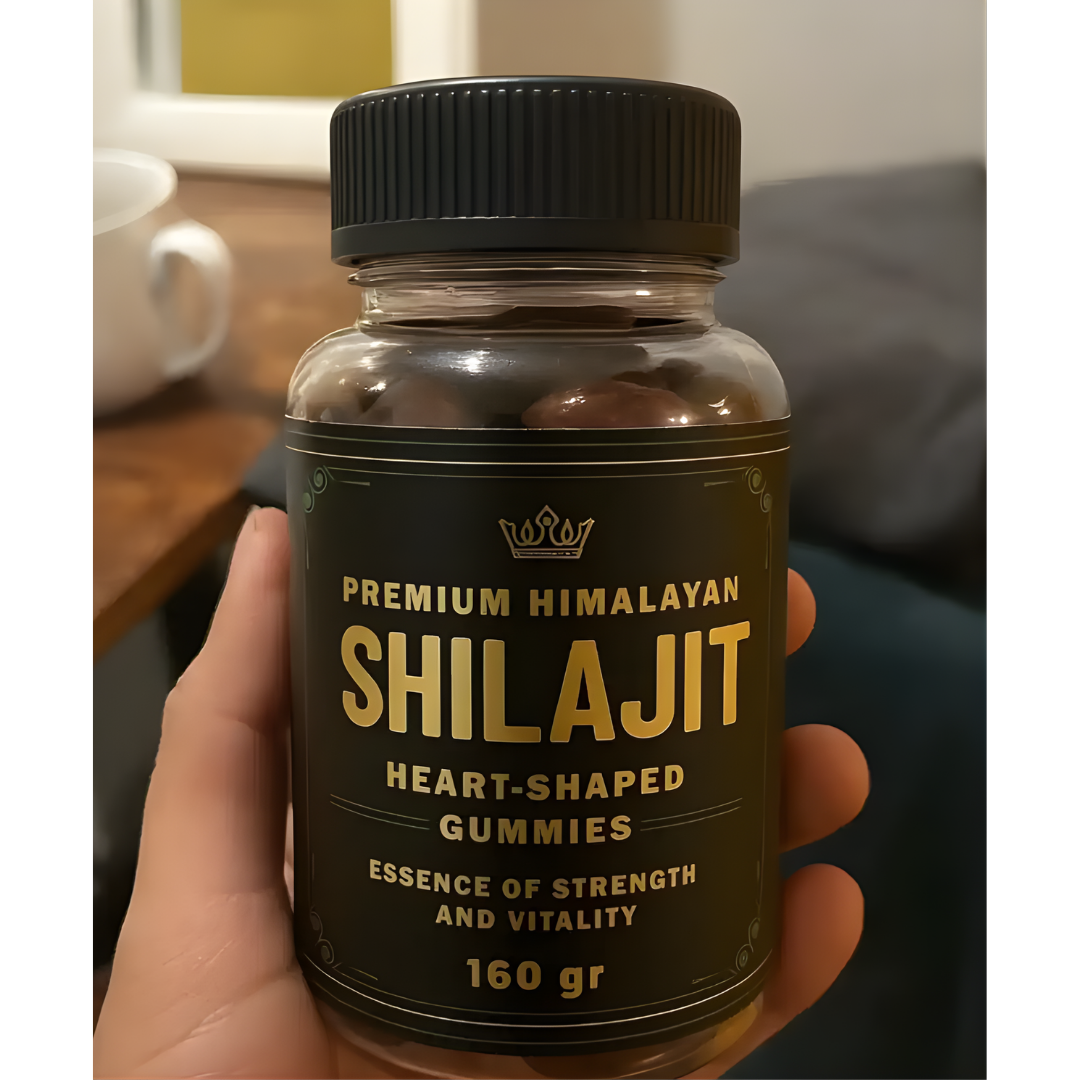 PREMIUM HIMALAYAN
SHILAJIT
HEART-SHAPED
GUMMIES
ESSENCE OF STRENGTH
AND VITALITY
160 gr